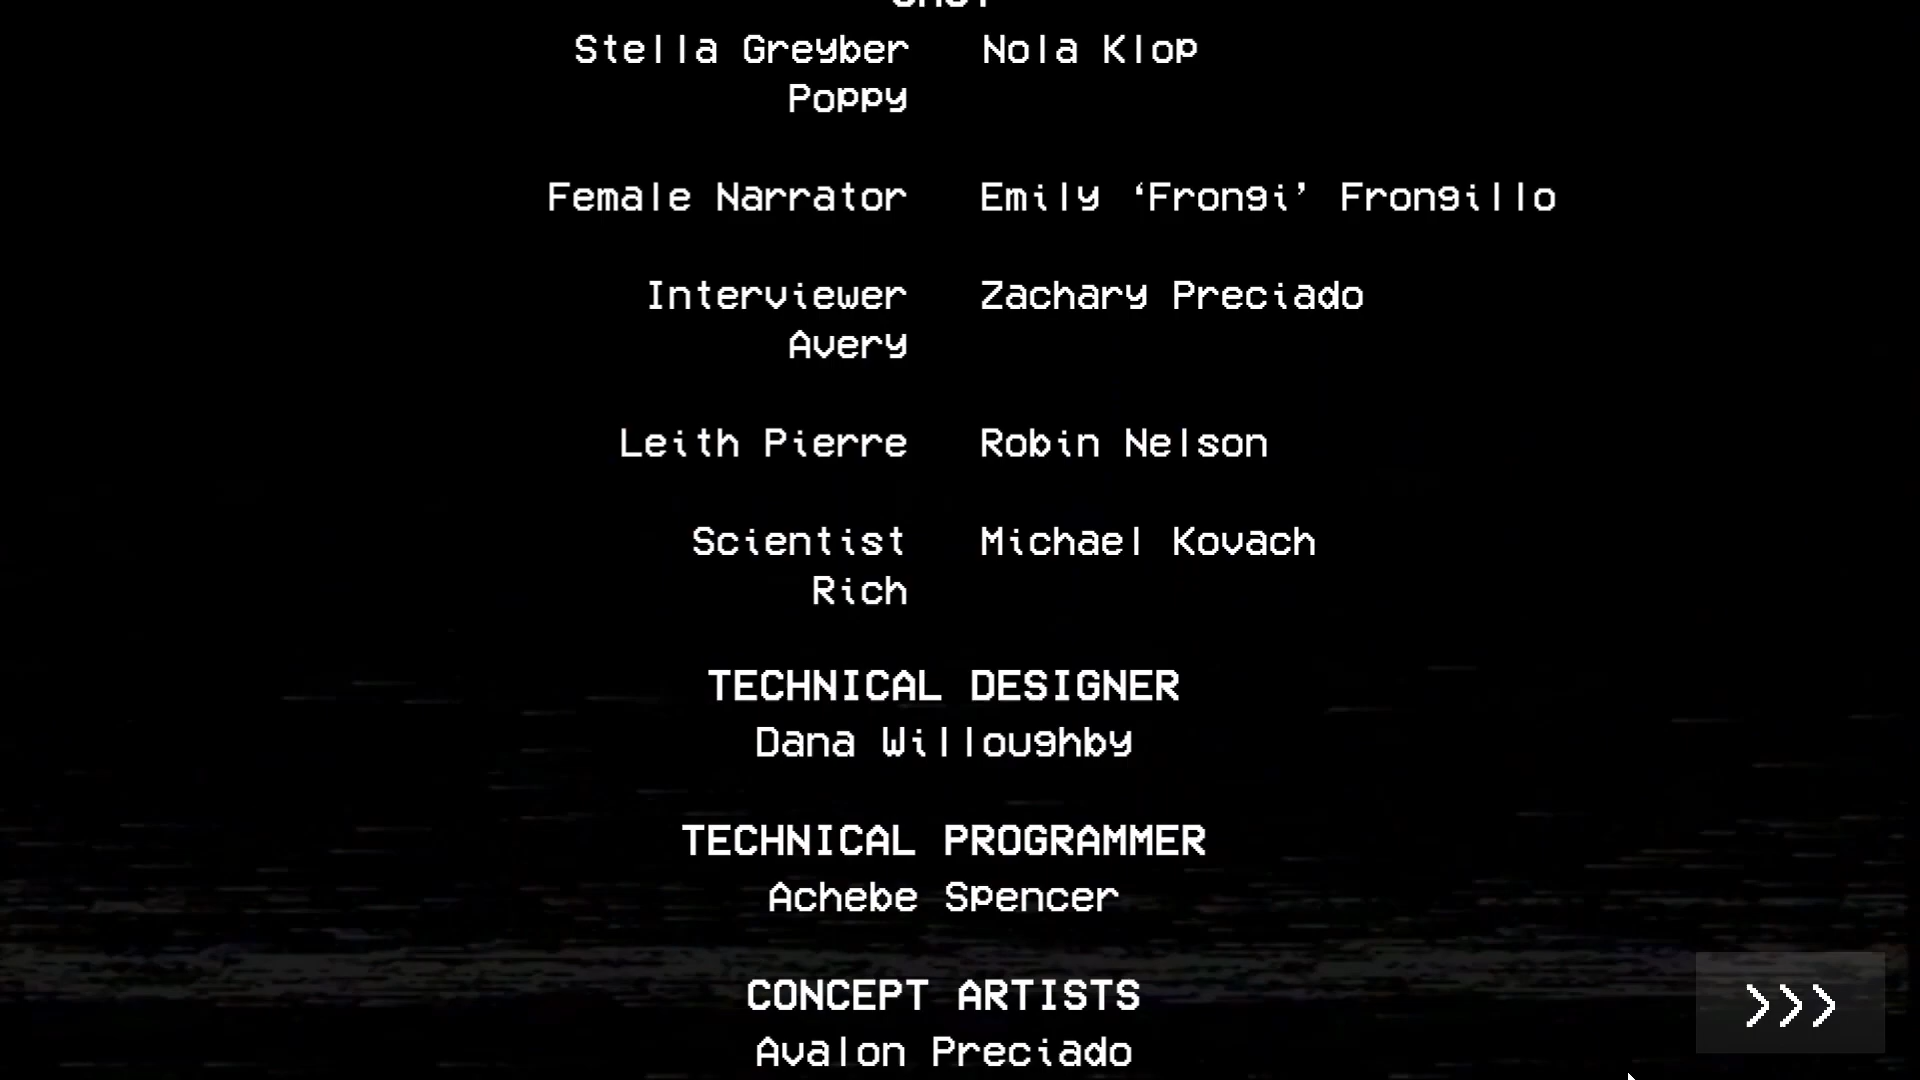 CAST
Stella Greyber Nola Klop
Poppy
Female Narrator Emily ‘Frongi’ Frongillo
Interviewer Zachary Preciado
Avery
Leith Pierre Robin Nelson
Scientist Michael Kovach
Rich
TECHNICAL DESIGNER
Dana Willoughby
TECHNICAL PROGRAMMER
Achebe Spencer
CONCEPT ARTISTS
>>>
Avalon Preciado